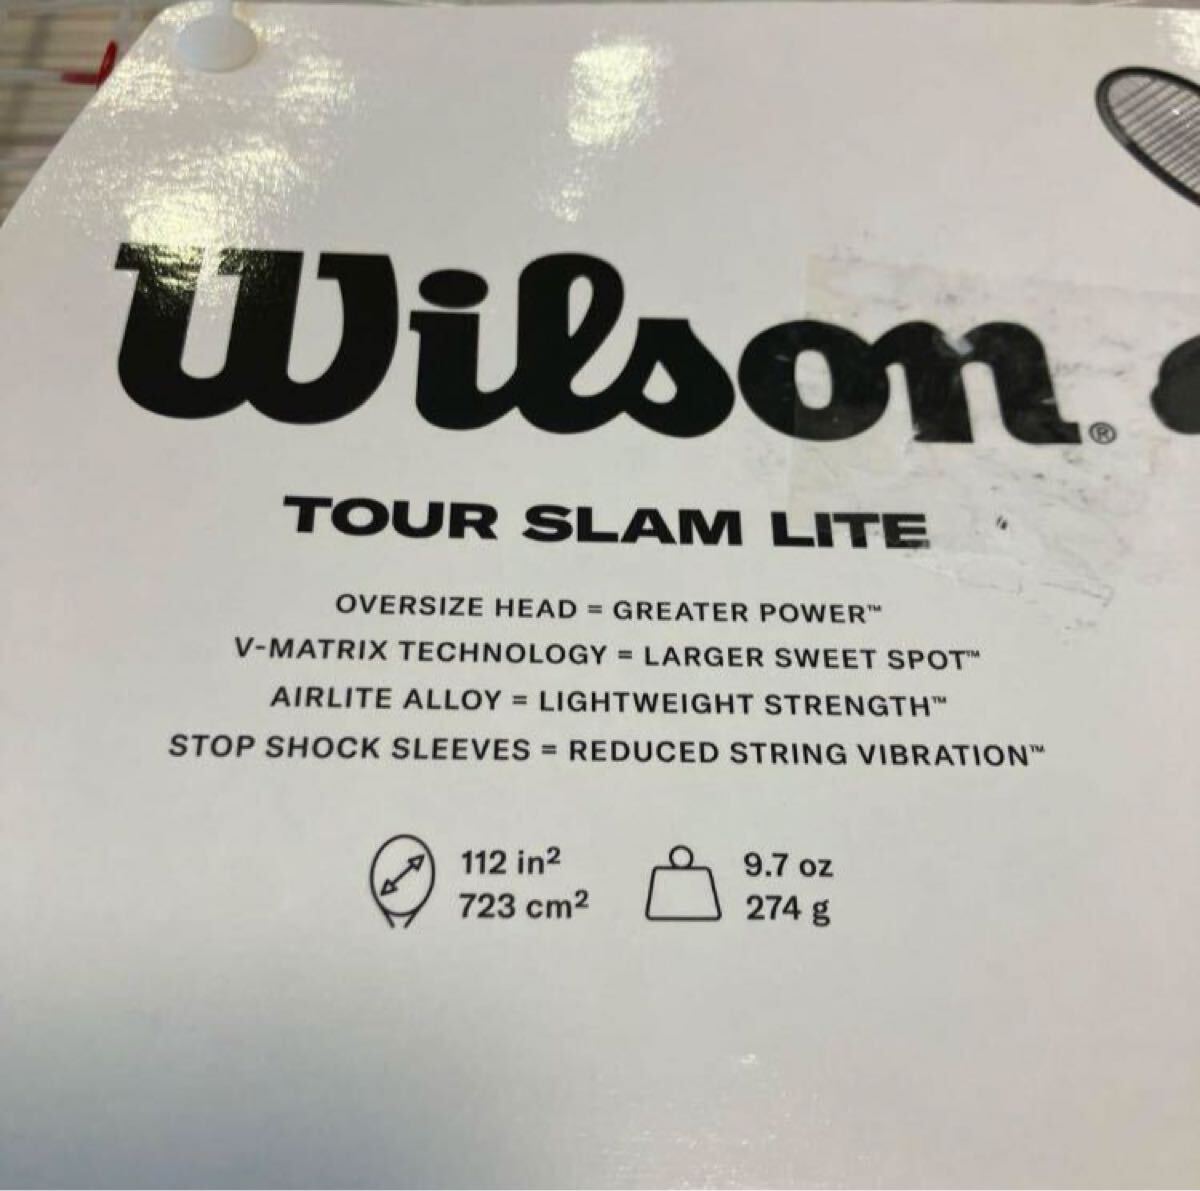 Wilson®
TOUR SLAM LITE
OVERSIZE HEAD = GREATER POWER™
V-MATRIX TECHNOLOGY = LARGER SWEET SPOT™
AIRLITE ALLOY = LIGHTWEIGHT STRENGTH™
STOP SHOCK SLEEVES = REDUCED STRING VIBRATION™
112 in² 9.7 oz
723 cm² 274 g